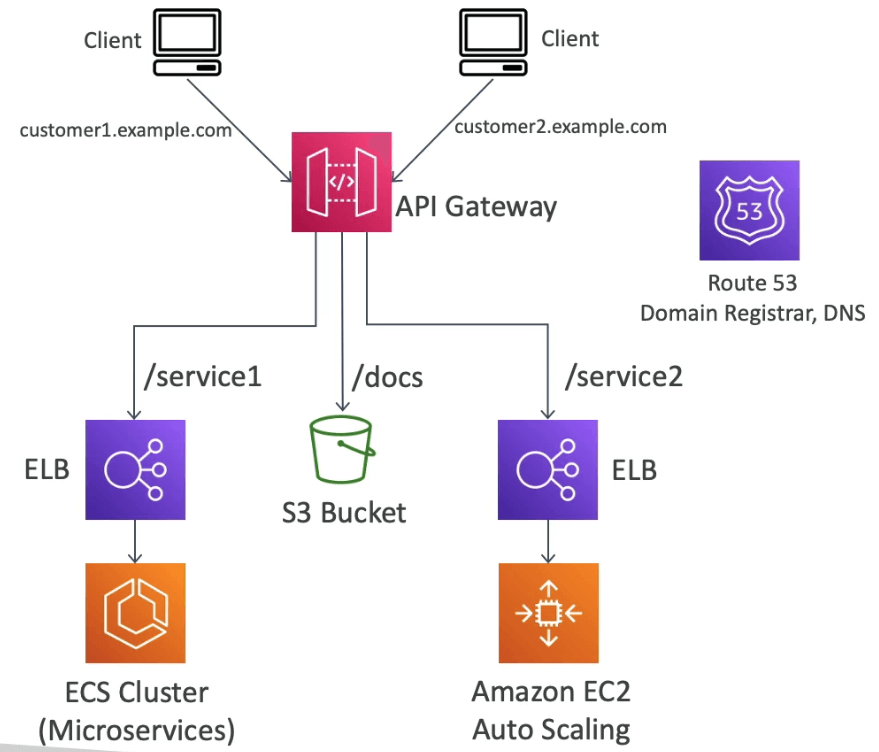 Client
Client
customer1.example.com
customer2.example.com
</>
API Gateway
53
Route 53
Domain Registrar, DNS
/service1
/docs
/service2
ELB
ELB
S3 Bucket
ECS Cluster
(Microservices)
Amazon EC2
Auto Scaling